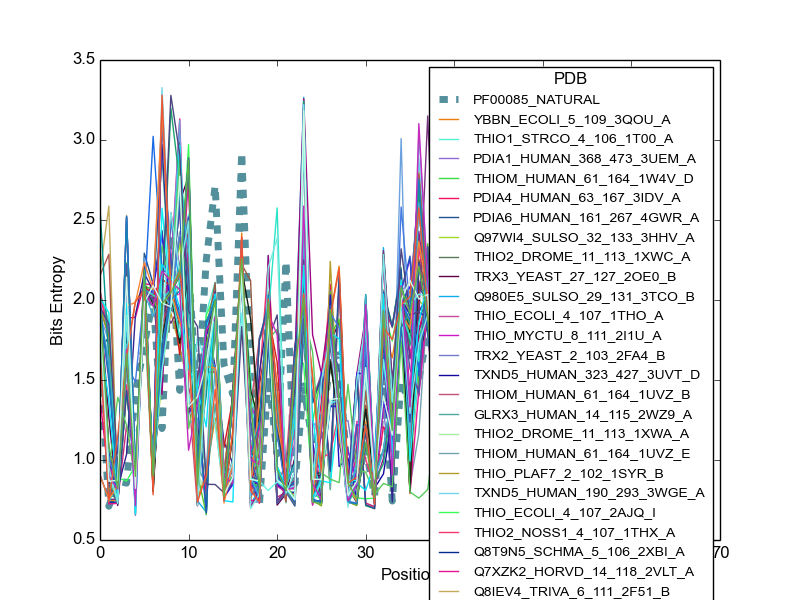 3.5
3.0
2.5
2.0
1.5
1.0
0.5
Bits Entropy
0
10
20
30
70
Positio
PDB
PF00085_NATURAL
YBBN_ECOLI_5_109_3QOU_A
THIO1_STRCO_4_106_1T00_A
PDIA1_HUMAN_368_473_3UEM_A
THIOM_HUMAN_61_164_1W4V_D
PDIA4_HUMAN_63_167_3IDV_A
PDIA6_HUMAN_161_267_4GWR_A
Q97WI4_SULSO_32_133_3HHV_A
THIO2_DROME_11_113_1XWC_A
TRX3_YEAST_27_127_2OE0_B
Q980E5_SULSO_29_131_3TCO_B
THIO_ECOLI_4_107_1THO_A
THIO_MYCTU_8_111_2I1U_A
TRX2_YEAST_2_103_2FA4_B
TXND5_HUMAN_323_427_3UVT_D
THIOM_HUMAN_61_164_1UVZ_B
GLRX3_HUMAN_14_115_2WZ9_A
THIO2_DROME_11_113_1XWA_A
THIOM_HUMAN_61_164_1UVZ_E
THIO_PLAF7_2_102_1SYR_B
TXND5_HUMAN_190_293_3WGE_A
THIO_ECOLI_4_107_2AJQ_I
THIO2_NOSS1_4_107_1THX_A
Q8T9N5_SCHMA_5_106_2XBI_A
Q7XZK2_HORVD_14_118_2VLT_A
Q8IEV4_TRIVA_6_111_2F51_B